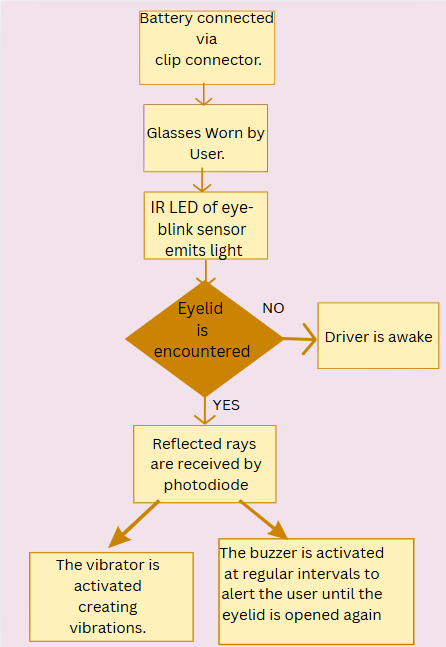 Battery connected
via
clip connector.
Glasses Worn by
User.
IR LED of eye-
blink sensor
emits light
Eyelid
is
encountered
NO
Driver is awake
YES
Reflected rays
are received by
photodiode
The vibrator is
activated
creating
vibrations.
The buzzer is activated
at regular intervals to
alert the user until the
eyelid is opened again